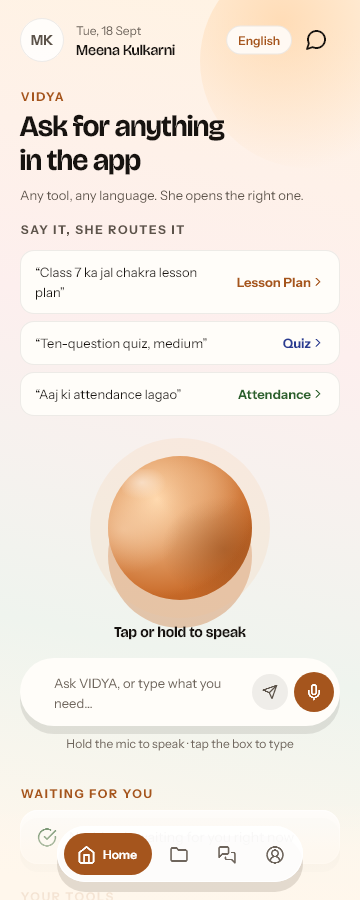 MK
Tue, 18 Sept
Meena Kulkarni
English
VIDYA
Ask for anything
in the app
Any tool, any language. She opens the right one.
SAY IT, SHE ROUTES IT
“Class 7 ka jal chakra lesson
plan”
Lesson Plan
“Ten-question quiz, medium”
Quiz
“Aaj ki attendance lagao”
Attendance
Tap or hold to speak
Ask VIDYA, or type what you
need...
Hold the mic to speak · tap the box to type
WAITING FOR YOU
Home
YOUR TOOLS